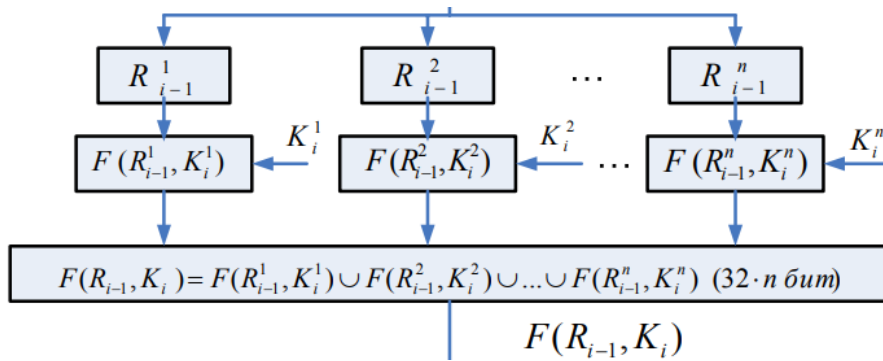 R^1_{i-1} R^2_{i-1} ... R^n_{i-1}
K^1_i K^2_i K^n_i
F(R^1_{i-1}, K^1_i) F(R^2_{i-1}, K^2_i) ... F(R^n_{i-1}, K^n_i)
F(R_{i-1}, K_i) = F(R^1_{i-1}, K^1_i) ∪ F(R^2_{i-1}, K^2_i) ∪ ... ∪ F(R^n_{i-1}, K^n_i) (32·n бит)
F(R_{i-1}, K_i)